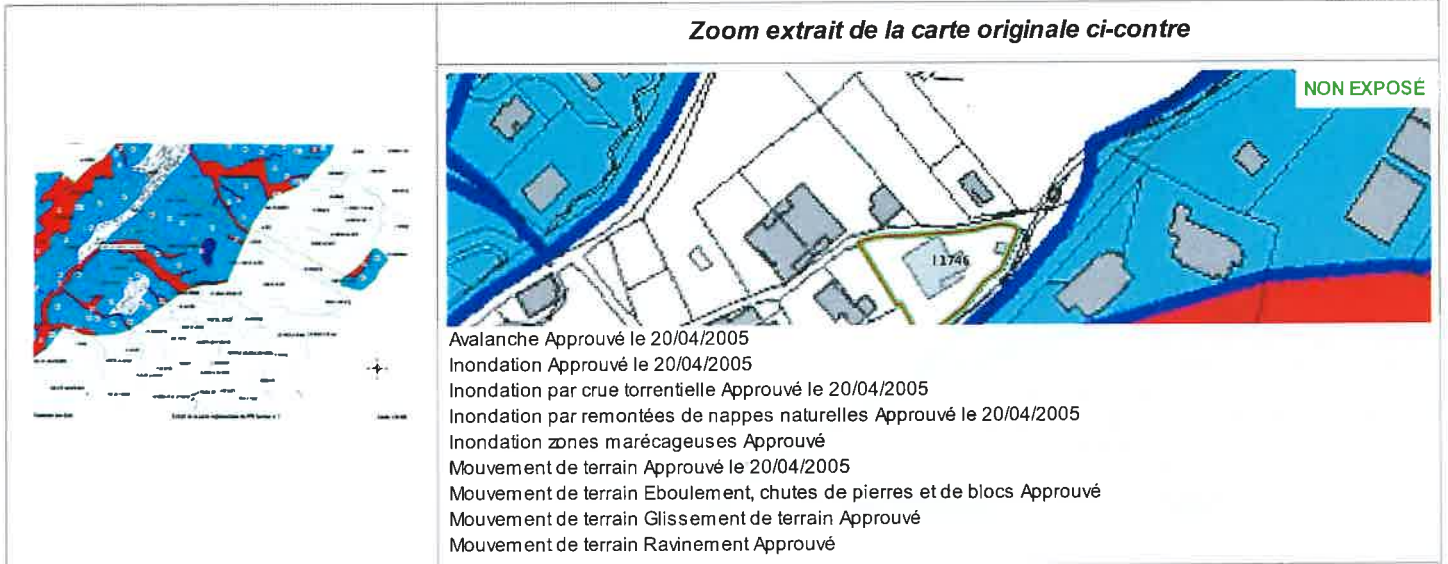 Zoom extrait de la carte originale ci-contre
NON EXPOSÉ
11746
Avalanche Approuvé le 20/04/2005
Inondation Approuvé le 20/04/2005
Inondation par crue torrentielle Approuvé le 20/04/2005
Inondation par remontées de nappes naturelles Approuvé le 20/04/2005
Inondation zones marécageuses Approuvé
Mouvement de terrain Approuvé le 20/04/2005
Mouvement de terrain Eboulement, chutes de pierres et de blocs Approuvé
Mouvement de terrain Glissement de terrain Approuvé
Mouvement de terrain Ravinement Approuvé